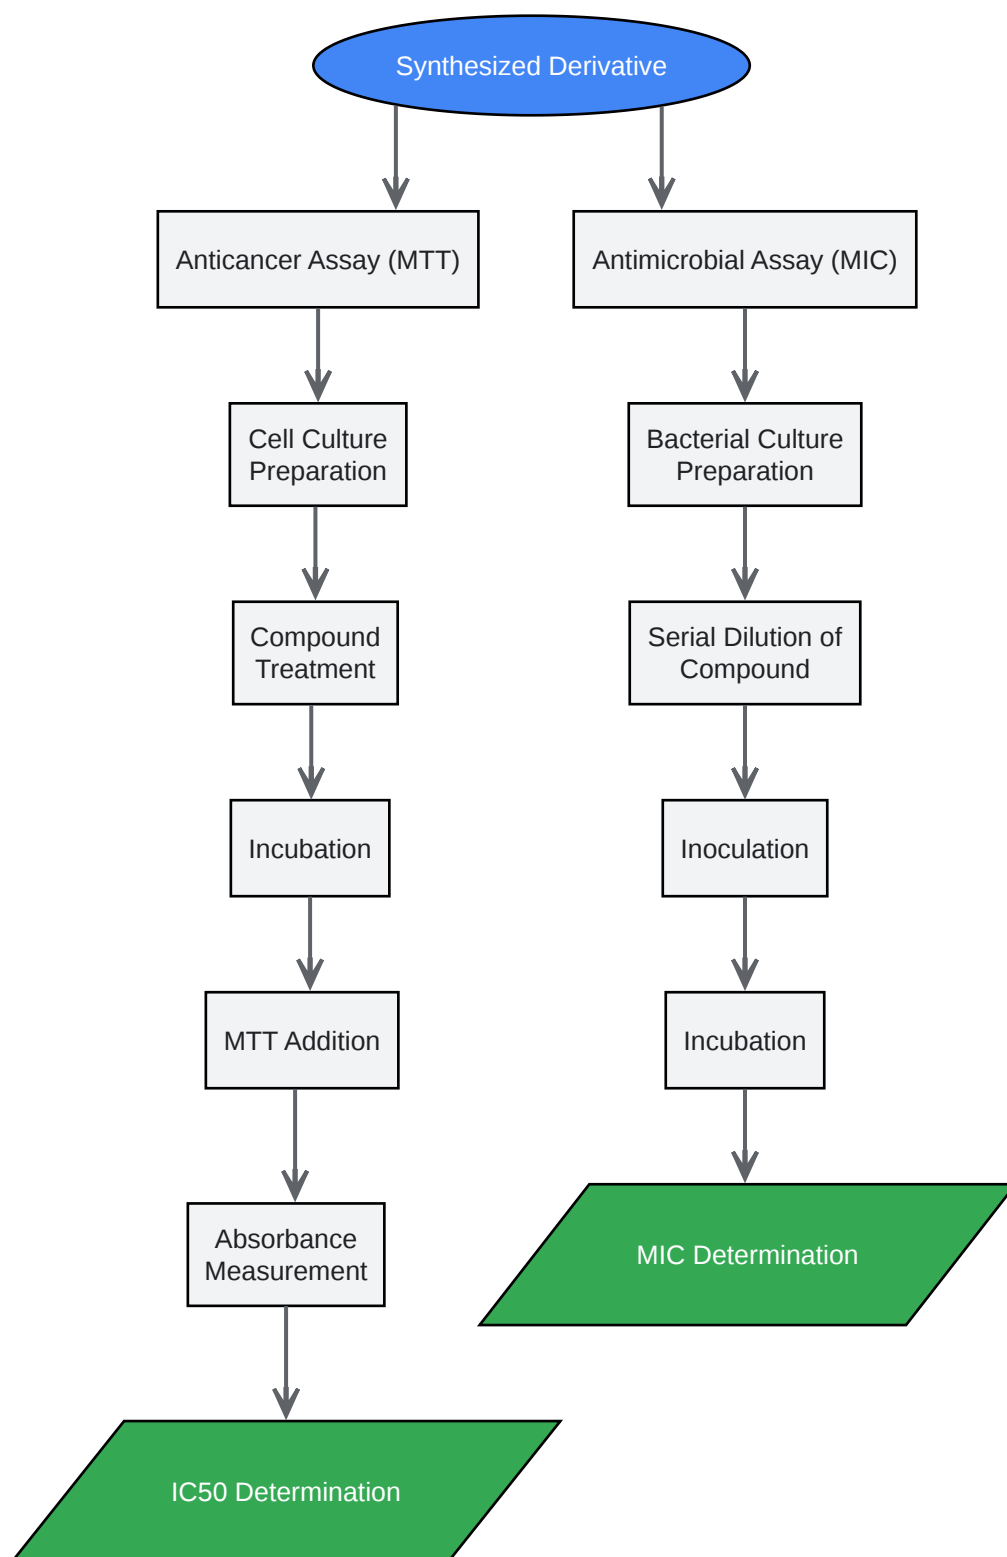 Synthesized Derivative
Anticancer Assay (MTT)
Antimicrobial Assay (MIC)
Cell Culture
Preparation
Bacterial Culture
Preparation
Compound
Treatment
Serial Dilution of
Compound
Incubation
Inoculation
MTT Addition
Incubation
Absorbance
Measurement
MIC Determination
IC50 Determination